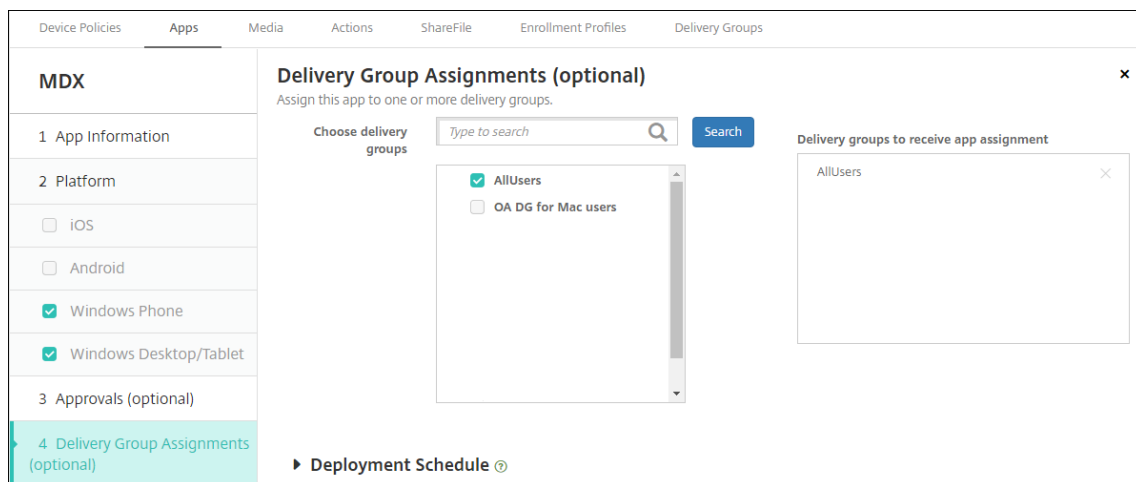 Device Policies Apps Media Actions ShareFile Enrollment Profiles Delivery Groups
MDX
1 App Information
2 Platform
iOS
Android
Windows Phone
Windows Desktop/Tablet
3 Approvals (optional)
4 Delivery Group Assignments
(optional)
Delivery Group Assignments (optional)
Assign this app to one or more delivery groups.
Choose delivery
groups
Type to search
Search
AllUsers
OA DG for Mac users
Delivery groups to receive app assignment
AllUsers
Deployment Schedule